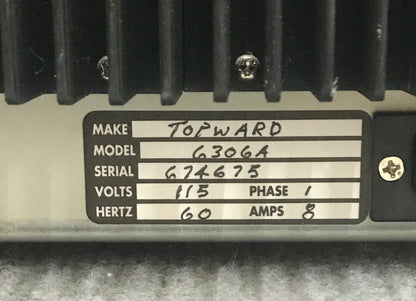 MAKE TOPWARD
MODEL 6306A
SERIAL 674675
VOLTS 115 PHASE 1
HERTZ 60 AMPS 8